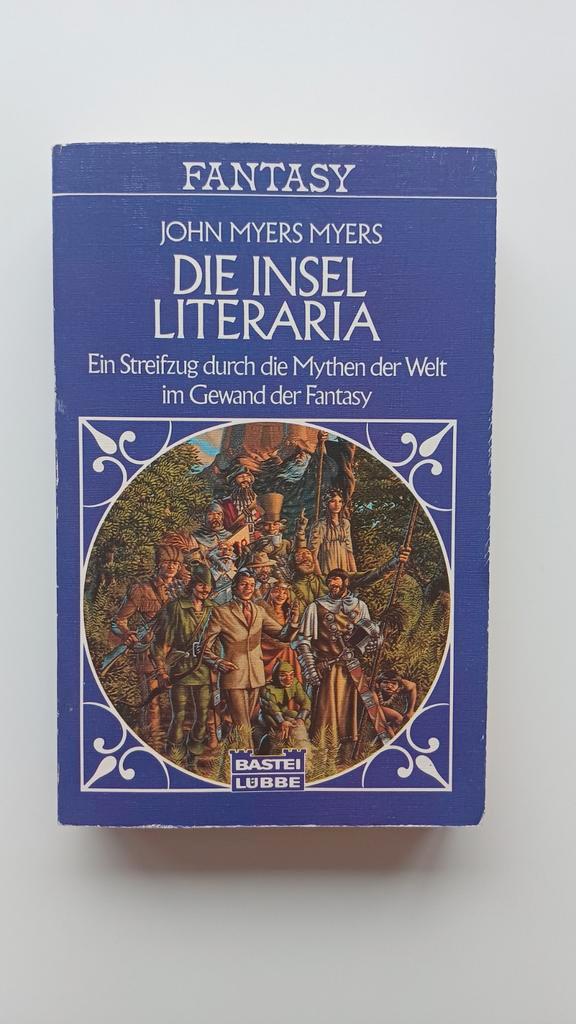 FANTASY
JOHN MYERS MYERS
DIE INSEL
LITERARIA
Ein Streifzug durch die Mythen der Welt
im Gewand der Fantasy
BASTEI
LÜBBE